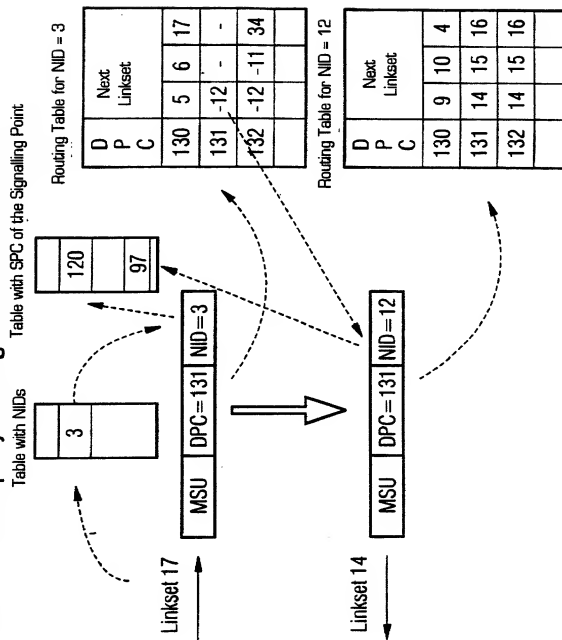 Table with NIDs
3
Table with SPC of the Signalling Point
120
97
Routing Table for NID = 3
D P C Next Linkset
130 5 6 17
131 -12 - -
132 -12 -11 34
Linkset 17
MSU DPC=131 NID=3
Routing Table for NID = 12
D P C Next Linkset
130 9 10 4
131 14 15 16
132 14 15 16
Linkset 14
MSU DPC=131 NID=12